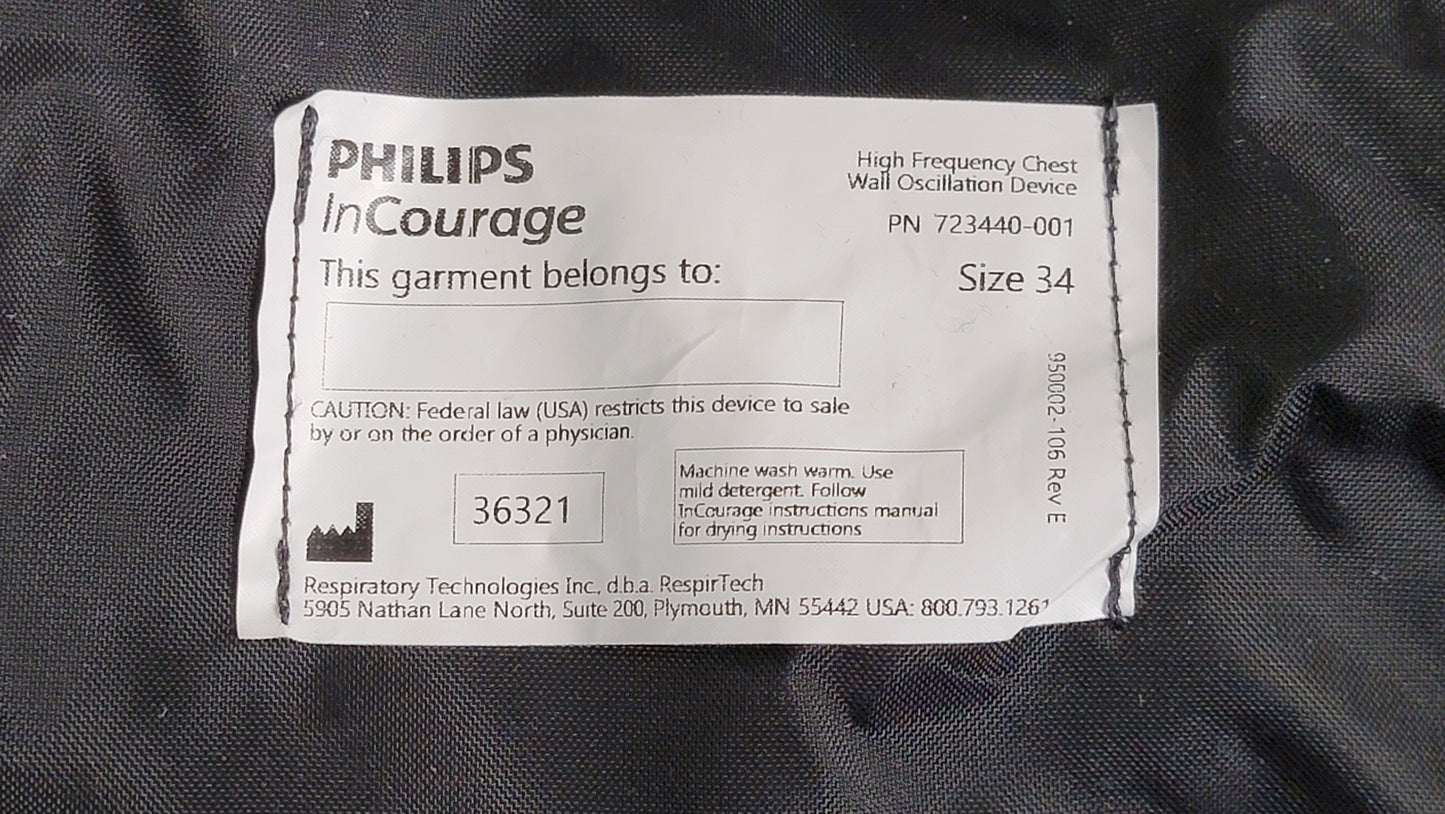 PHILIPS
InCourage
This garment belongs to:
High Frequency Chest
Wall Oscillation Device
PN 723440-001
Size 34
CAUTION: Federal law (USA) restricts this device to sale
by or on the order of a physician.
36321
Machine wash warm. Use
mild detergent. Follow
InCourage instructions manual
for drying instructions
950002-106 Rev E
Respiratory Technologies Inc., d.b.a. RespirTech
5905 Nathan Lane North, Suite 200, Plymouth, MN 55442 USA: 800.793.1261